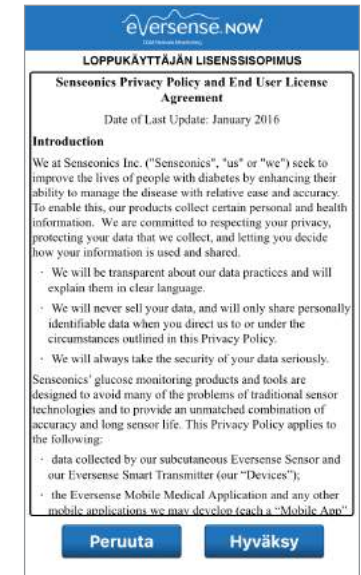 eversense NOW
LOPPUKÄYTTÄJÄN LISENSSISOPIMUS
Senseonics Privacy Policy and End User License
Agreement
Date of Last Update: January 2016
Introduction
We at Senseonics Inc. ("Senseonics", "us" or "we") seek to
improve the lives of people with diabetes by enhancing their
ability to manage the disease with relative ease and accuracy.
To enable this, our products collect certain personal and health
information. We are committed to respecting your privacy,
protecting your data that we collect, and letting you decide
how your information is used and shared.
· We will be transparent about our data practices and will
explain them in clear language.
· We will never sell your data, and will only share personally
identifiable data when you direct us to or under the
circumstances outlined in this Privacy Policy.
· We will always take the security of your data seriously.
Senseonics' glucose monitoring products and tools are
designed to avoid many of the problems of traditional sensor
technologies and to provide an unmatched combination of
accuracy and long sensor life. This Privacy Policy applies to
the following:
· data collected by our subcutaneous Eversense Sensor and
our Eversense Smart Transmitter (our “Devices”);
· the Eversense Mobile Medical Application and any other
mobile applications we may develop (each a “Mobile App”
Peruuta Hyväksy